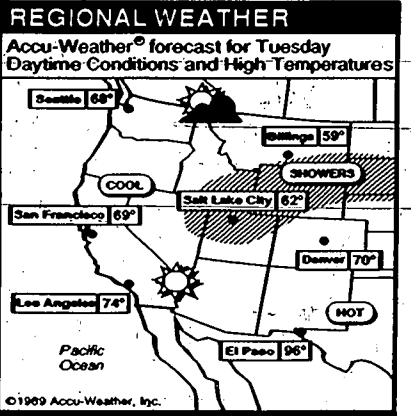 REGIONAL WEATHER
Accu-Weather® forecast for Tuesday
Daytime Conditions and High Temperatures
Seattle 68°
Billings 59°
SHOWERS
COOL
Salt Lake City 62°
San Francisco 69°
Denver 70°
Los Angeles 74°
HOT
El Paso 96°
Pacific
Ocean
©1989 Accu-Weather, Inc.